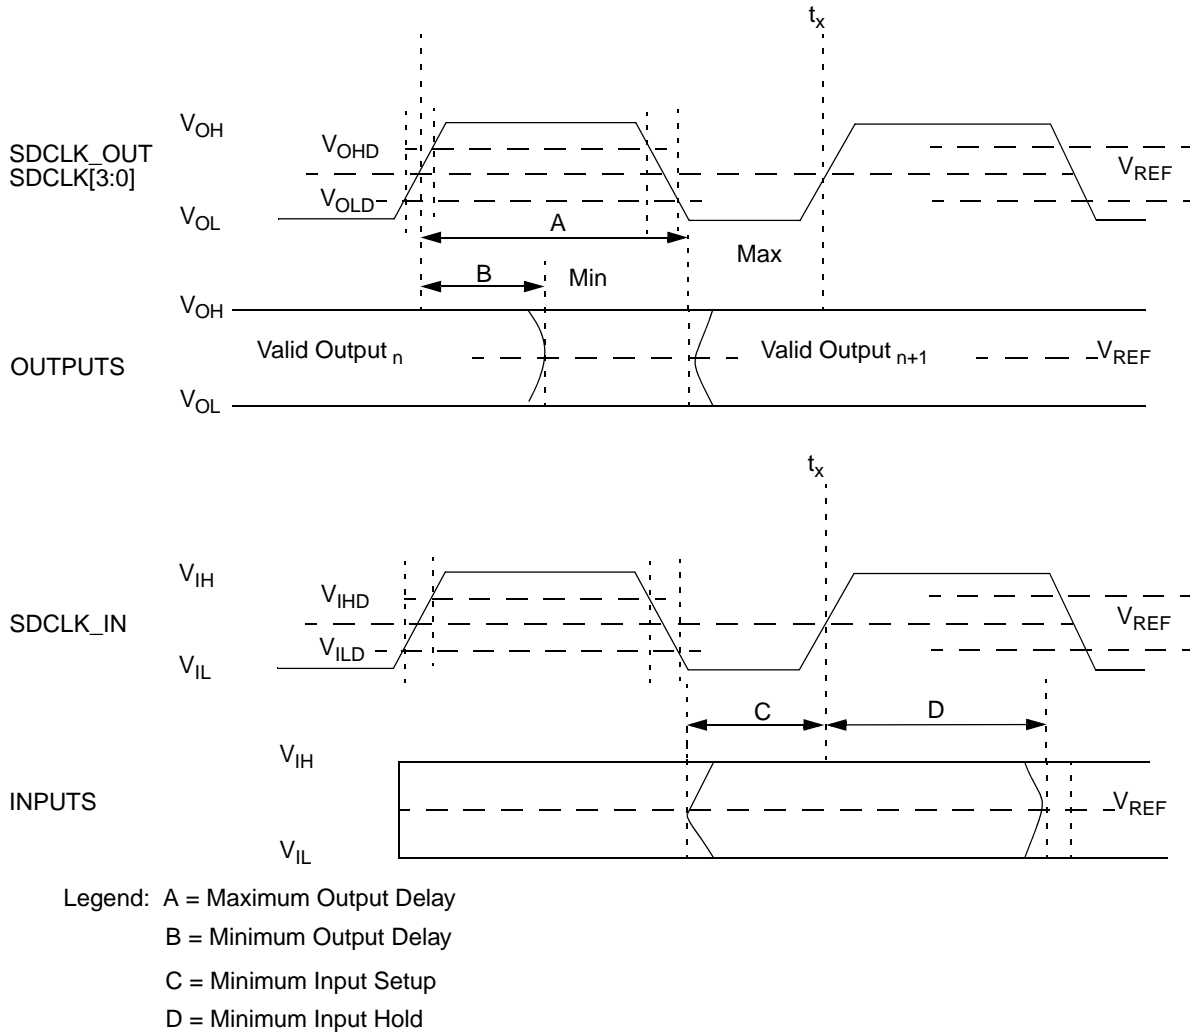 tx
VOH
SDCLK_OUT
SDCLK[3:0]
VOHD
VREF
VOLD
VOL
A
Max
B
Min
VOH
Valid Output n
Valid Output n+1
OUTPUTS
VREF
VOL
tx
VIH
VIHD
SDCLK_IN
VREF
VILD
VIL
C
D
VIH
INPUTS
VREF
VIL
Legend: A = Maximum Output Delay
B = Minimum Output Delay
C = Minimum Input Setup
D = Minimum Input Hold